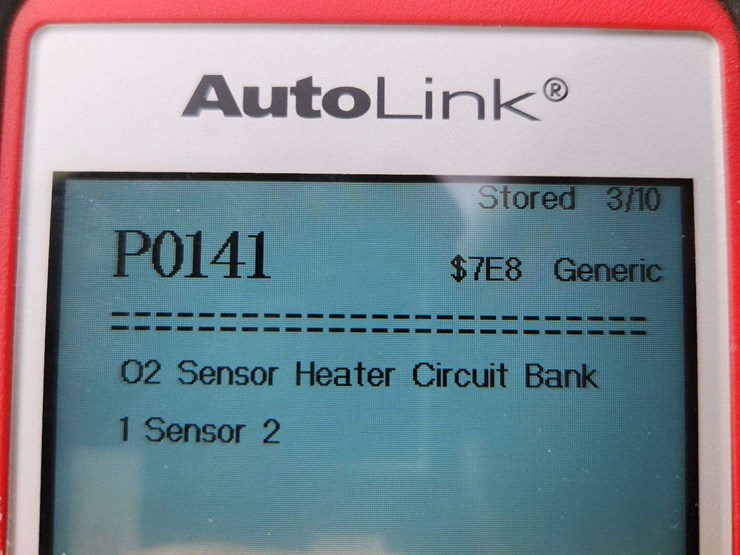 AutoLink®
Stored 3/10
P0141
$7E8 Generic
============================
O2 Sensor Heater Circuit Bank
1 Sensor 2